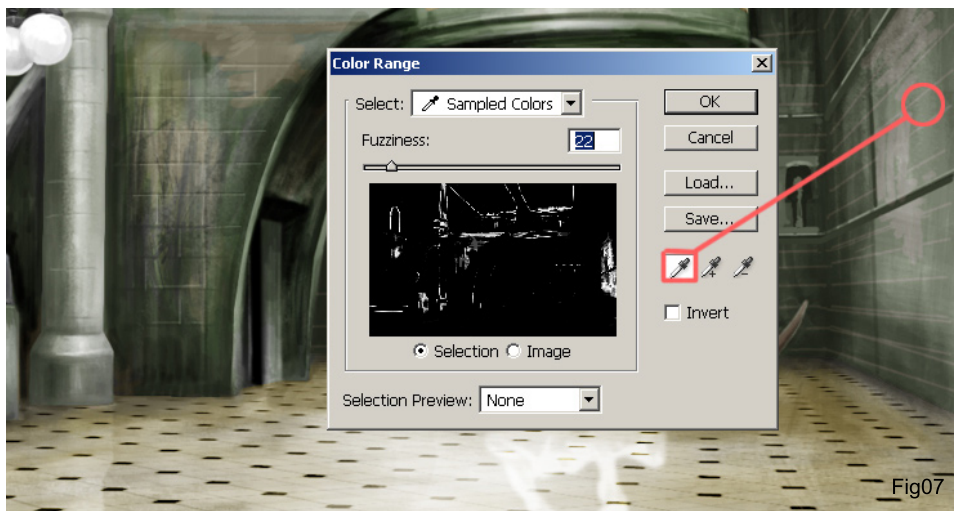 Color Range
Select: Sampled Colors
OK
Fuzziness: 22
Cancel
Load...
Save...
Invert
Selection Image
Selection Preview: None
Fig07